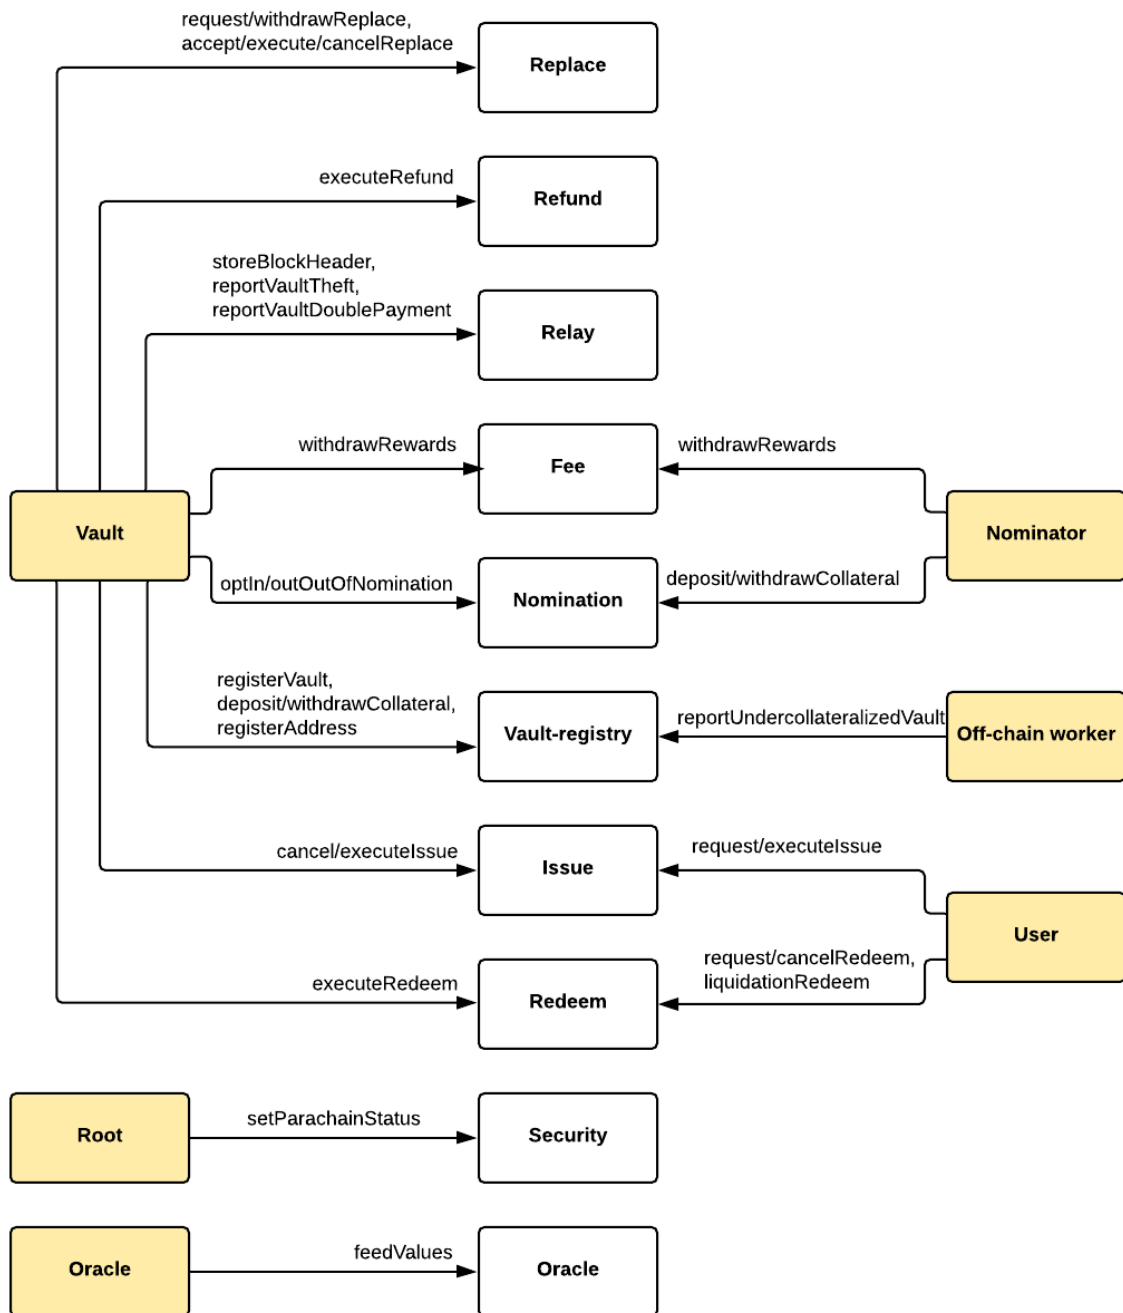 request/withdrawReplace,
accept/execute/cancelReplace
Replace
executeRefund
Refund
storeBlockHeader,
reportVaultTheft,
reportVaultDoublePayment
Relay
withdrawRewards
Fee
withdrawRewards
Vault
Nominator
optIn/outOutOfNomination
Nomination
deposit/withdrawCollateral
registerVault,
deposit/withdrawCollateral,
registerAddress
Vault-registry
reportUndercollateralizedVault
Off-chain worker
cancel/executeIssue
Issue
request/executeIssue
User
executeRedeem
Redeem
request/cancelRedeem,
liquidationRedeem
Root
setParachainStatus
Security
Oracle
feedValues
Oracle